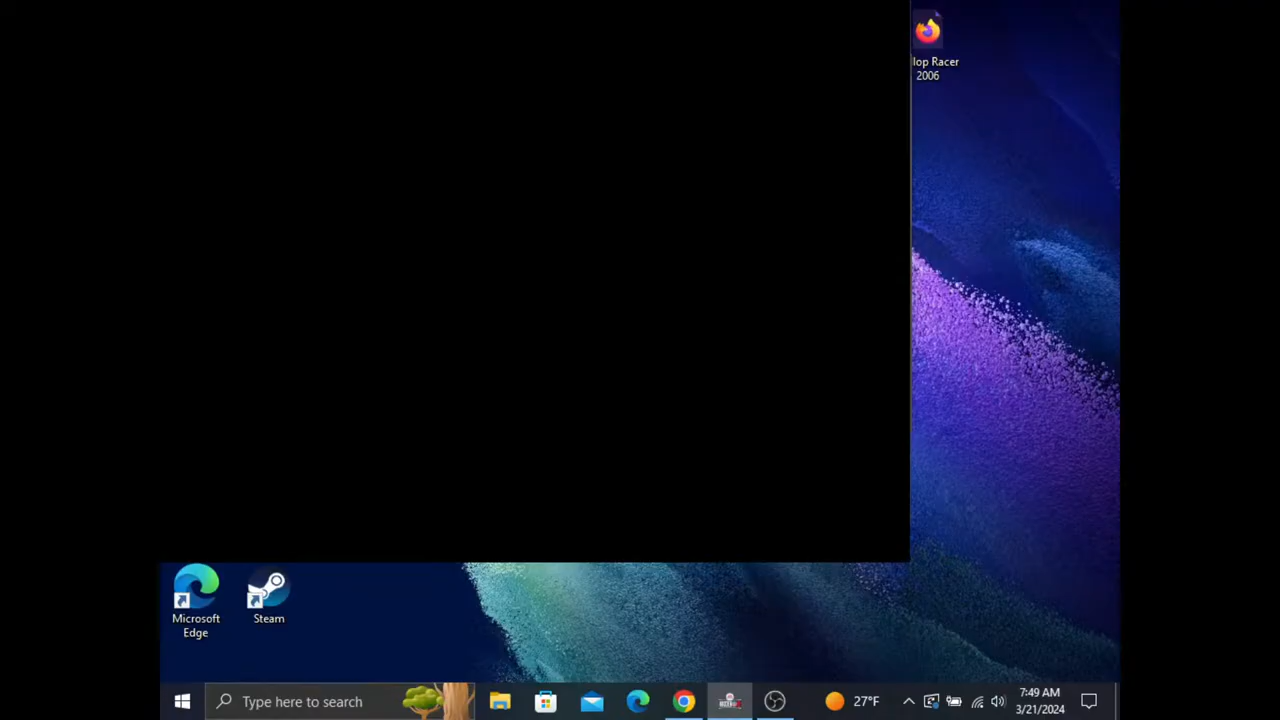 lop Racer
2006
Microsoft
Edge
Steam
Type here to search
27°F
7:49 AM
3/21/2024